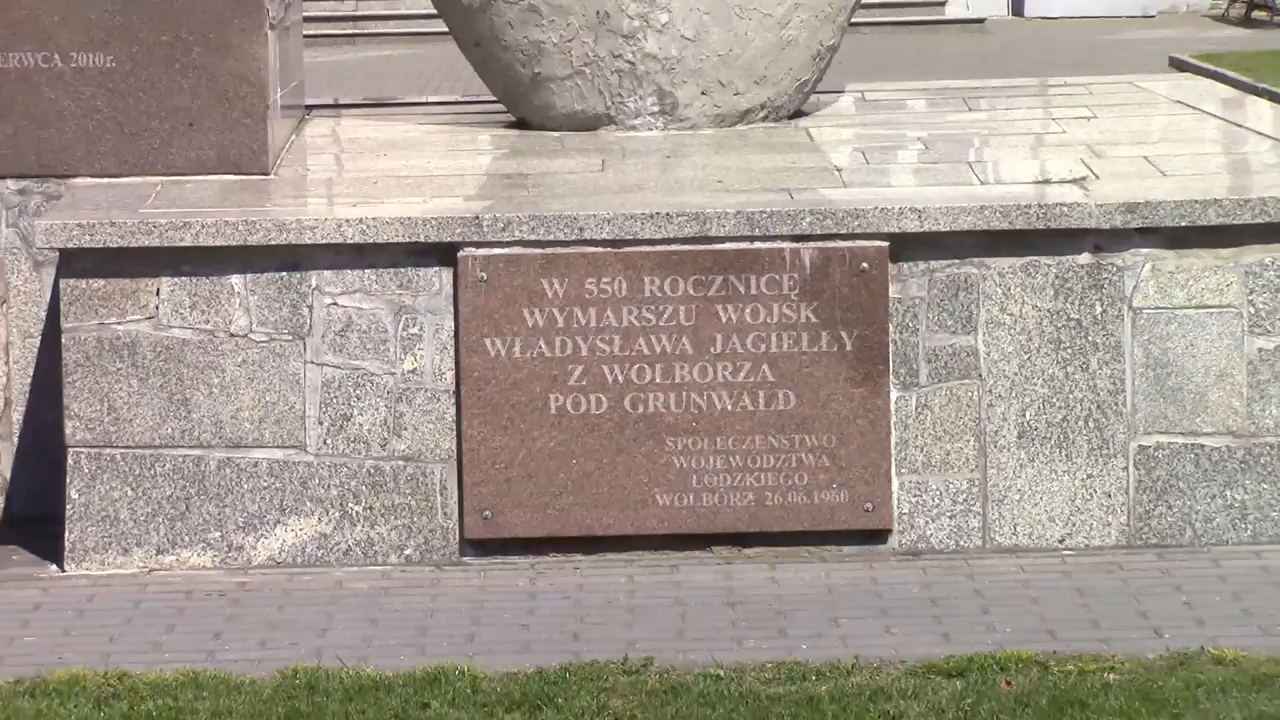 ERWCA 2010r.
W 550 ROCZNICĘ
WYMARSZU WOJSK
WŁADYSŁAWA JAGIEŁŁY
Z WOLBORZA
POD GRUNWALD
SPOŁECZEŃSTWO
WOJEWÓDZTWA
ŁÓDZKIEGO
WOLBÓRZ 26.06.1960